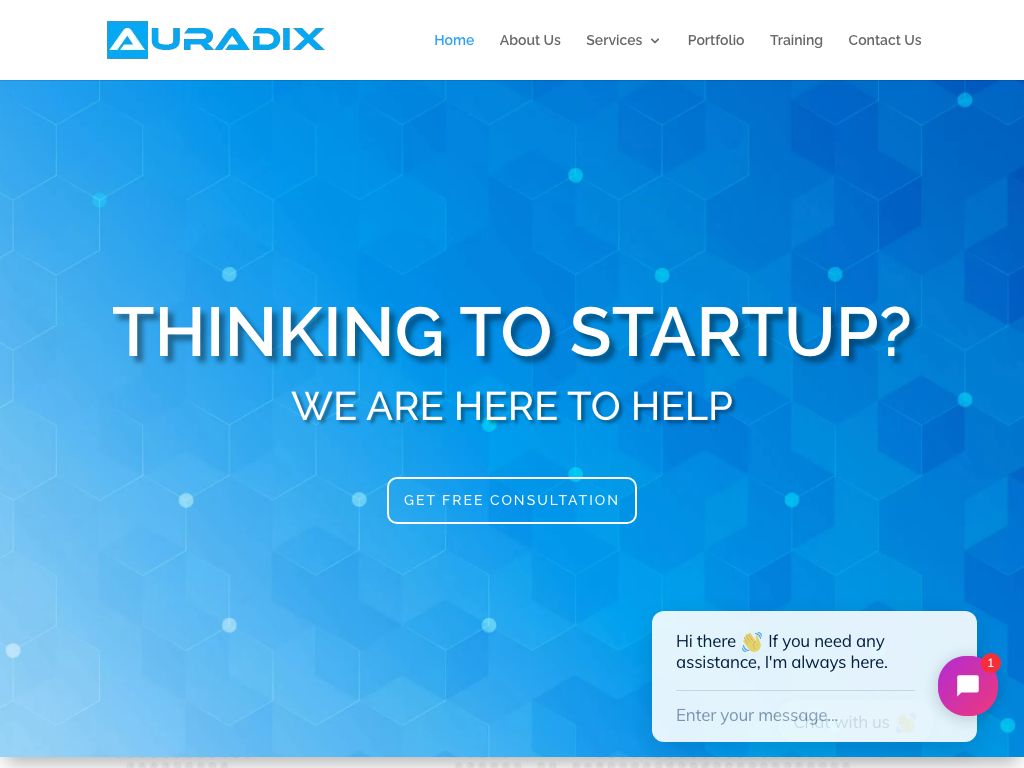 AURADIX
Home About Us Services Portfolio Training Contact Us
THINKING TO STARTUP?
WE ARE HERE TO HELP
GET FREE CONSULTATION
Hi there 👋 If you need any
assistance, I'm always here.
1
Enter your message...
Chat with us 👋